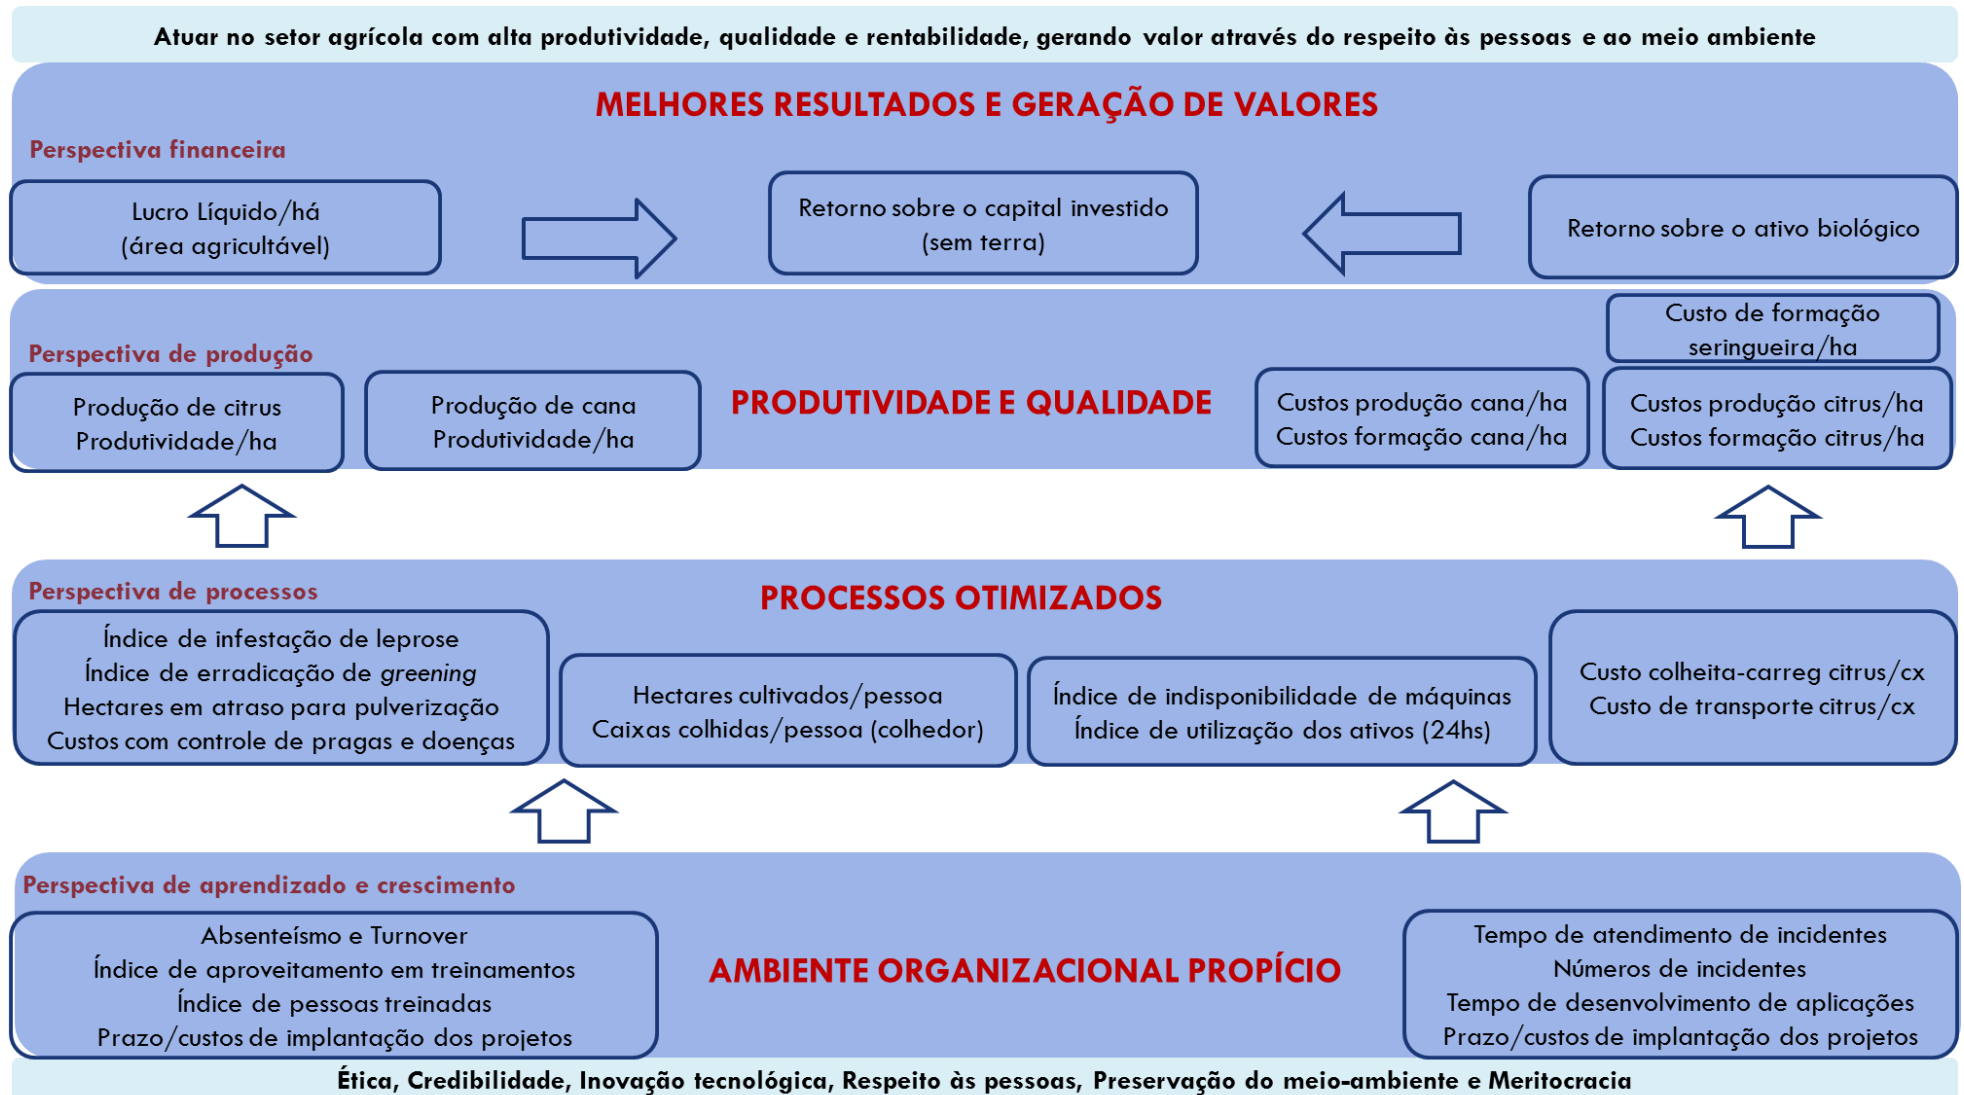 Atuar no setor agrícola com alta produtividade, qualidade e rentabilidade, gerando valor através do respeito às pessoas e ao meio ambiente
MELHORES RESULTADOS E GERAÇÃO DE VALORES
Perspectiva financeira
Lucro Líquido/há
(área agricultável)
Retorno sobre o capital investido
(sem terra)
Retorno sobre o ativo biológico
Perspectiva de produção
Produção de citrus
Produtividade/ha
Produção de cana
Produtividade/ha
PRODUTIVIDADE E QUALIDADE
Custos produção cana/ha
Custos formação cana/ha
Custo de formação
seringueira/ha
Custos produção citrus/ha
Custos formação citrus/ha
Perspectiva de processos
PROCESSOS OTIMIZADOS
Índice de infestação de leprose
Índice de erradicação de greening
Hectares em atraso para pulverização
Custos com controle de pragas e doenças
Hectares cultivados/pessoa
Caixas colhidas/pessoa (colhedor)
Índice de indisponibilidade de máquinas
Índice de utilização dos ativos (24hs)
Custo colheita-carreg citrus/cx
Custo de transporte citrus/cx
Perspectiva de aprendizado e crescimento
Absenteísmo e Turnover
Índice de aproveitamento em treinamentos
Índice de pessoas treinadas
Prazo/custos de implantação dos projetos
AMBIENTE ORGANIZACIONAL PROPÍCIO
Tempo de atendimento de incidentes
Números de incidentes
Tempo de desenvolvimento de aplicações
Prazo/custos de implantação dos projetos
Ética, Credibilidade, Inovação tecnológica, Respeito às pessoas, Preservação do meio-ambiente e Meritocracia